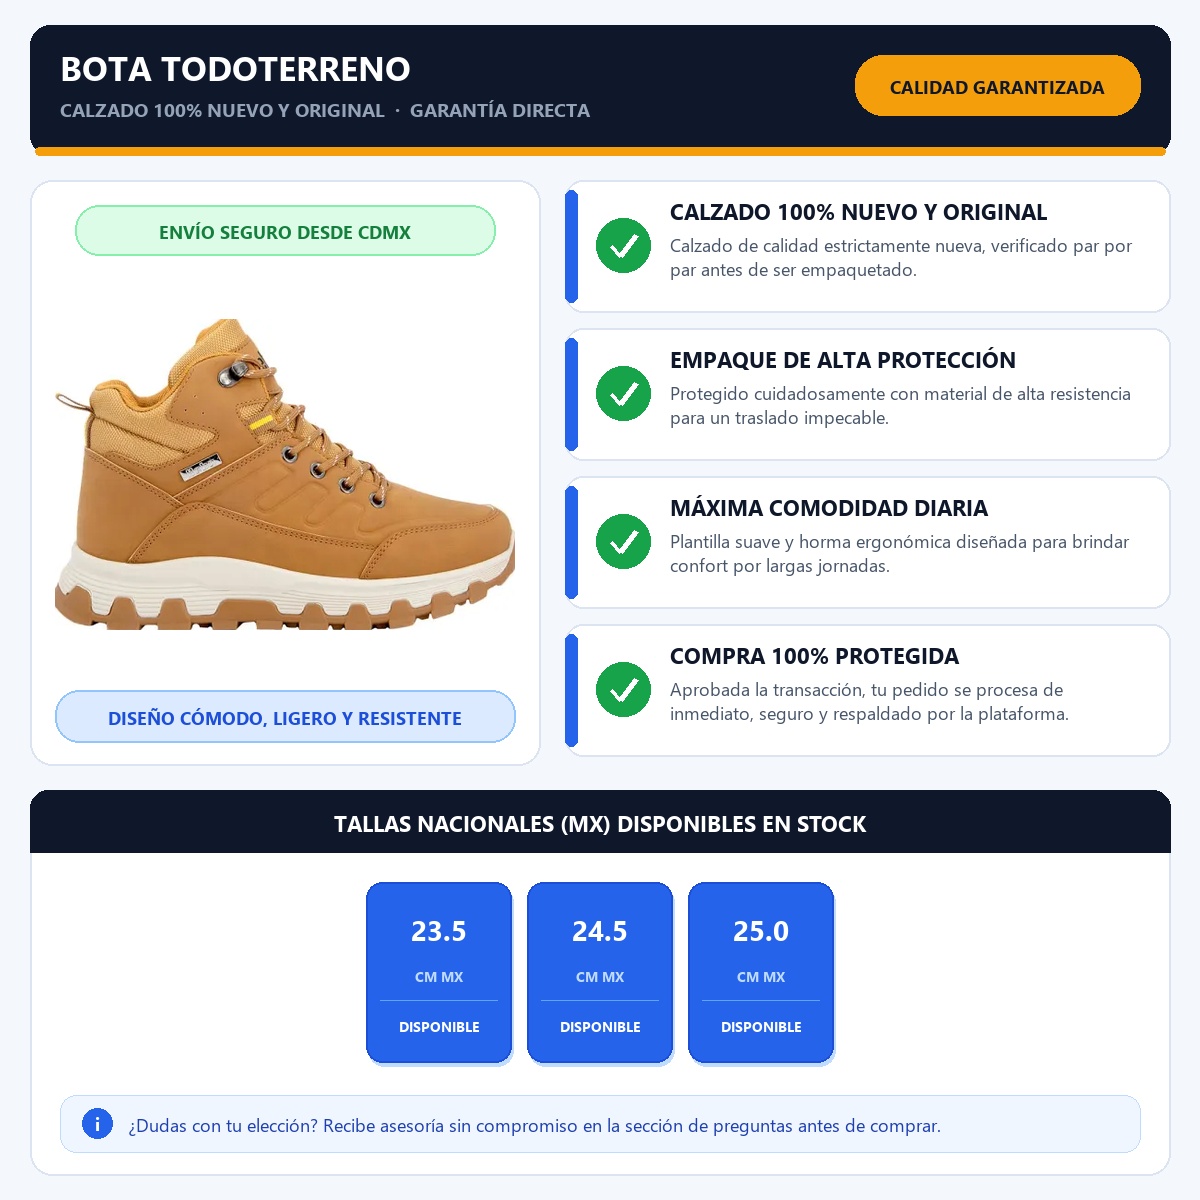 BOTA TODOTERRENO
CALZADO 100% NUEVO Y ORIGINAL · GARANTÍA DIRECTA
CALIDAD GARANTIZADA
ENVÍO SEGURO DESDE CDMX
DISEÑO CÓMODO, LIGERO Y RESISTENTE
CALZADO 100% NUEVO Y ORIGINAL
Calzado de calidad estrictamente nueva, verificado par por
par antes de ser empaquetado.
EMPAQUE DE ALTA PROTECCIÓN
Protegido cuidadosamente con material de alta resistencia
para un traslado impecable.
MÁXIMA COMODIDAD DIARIA
Plantilla suave y horma ergonómica diseñada para brindar
confort por largas jornadas.
COMPRA 100% PROTEGIDA
Aprobada la transacción, tu pedido se procesa de
inmediato, seguro y respaldado por la plataforma.
TALLAS NACIONALES (MX) DISPONIBLES EN STOCK
23.5
CM MX
DISPONIBLE
24.5
CM MX
DISPONIBLE
25.0
CM MX
DISPONIBLE
¿Dudas con tu elección? Recibe asesoría sin compromiso en la sección de preguntas antes de comprar.